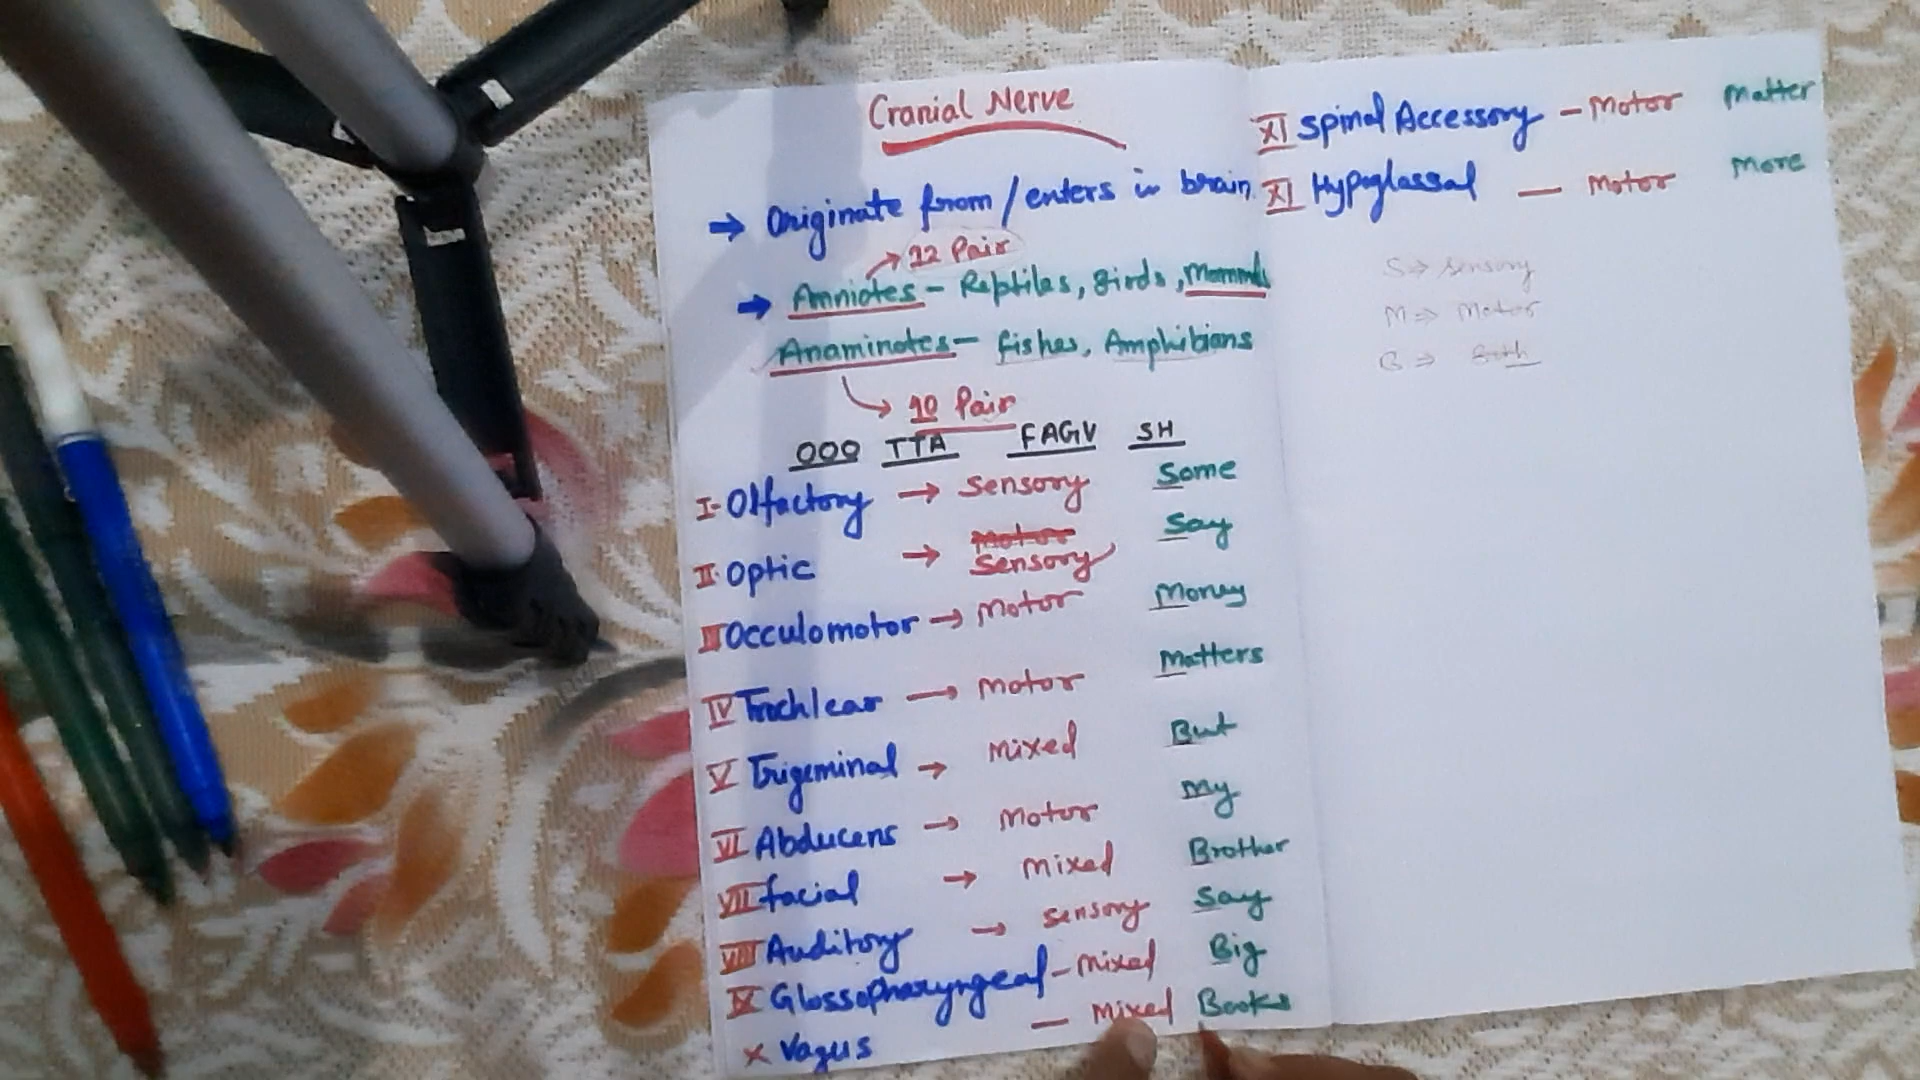 Cranial Nerve
→ Originate from / enters in brain.
→ 12 Pair
→ Amniotes - Reptiles, Birds, Mammals
Anaminotes - fishes, Amphibians
→ 10 Pair
OOO TTA FAGV SH
I- Olfactory → Sensory Some
II. Optic → Motor Sensory Say
III Occulomotor → Motor Money
IV Trochlear → Motor Matters
V Trigeminal → Mixed But
VI Abducens → Motor My
VII facial → Mixed Brother
VIII Auditory → sensory Say
IX Glossopharyngeal - Mixed Big
X Vagus — Mixed Books
XI Spinal Accessory - Motor Matter
XI Hypoglassal — Motor More
S ⇒ Sensory
M ⇒ Motor
B ⇒ Both